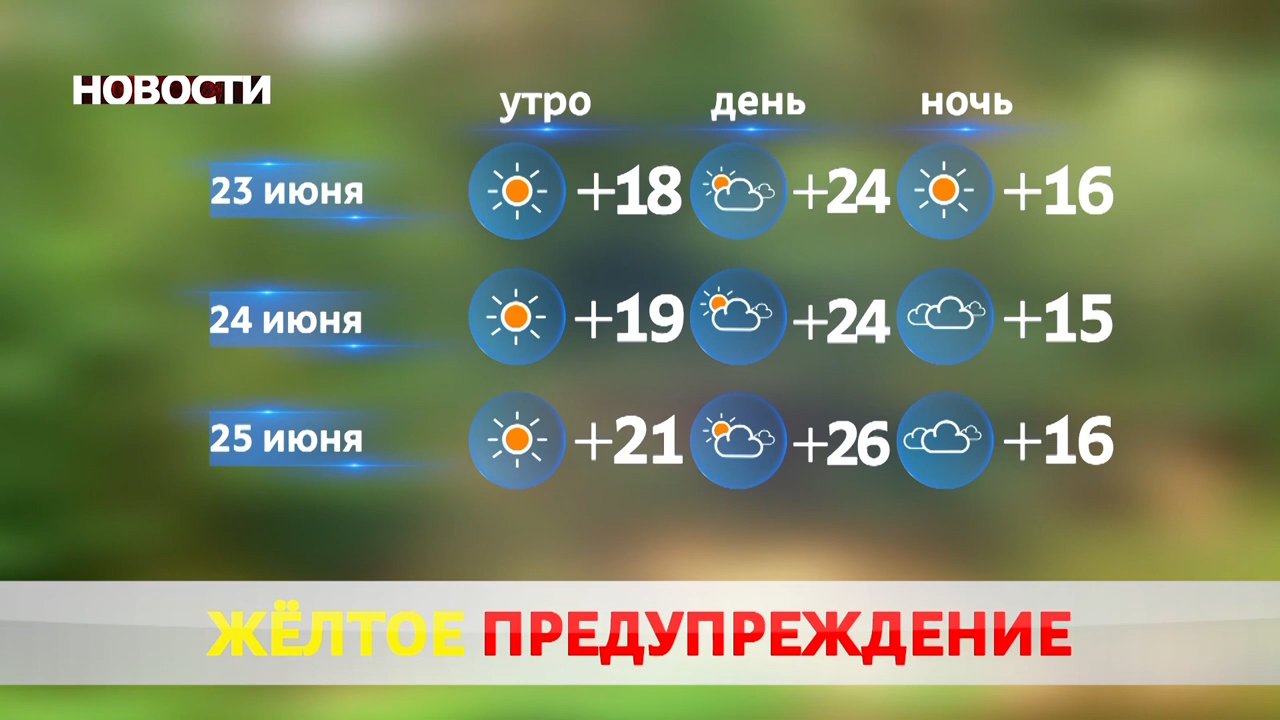 НОВОСТИ
утро день ночь
23 июня +18 +24 +16
24 июня +19 +24 +15
25 июня +21 +26 +16
ЖЁЛТОЕ ПРЕДУПРЕЖДЕНИЕ